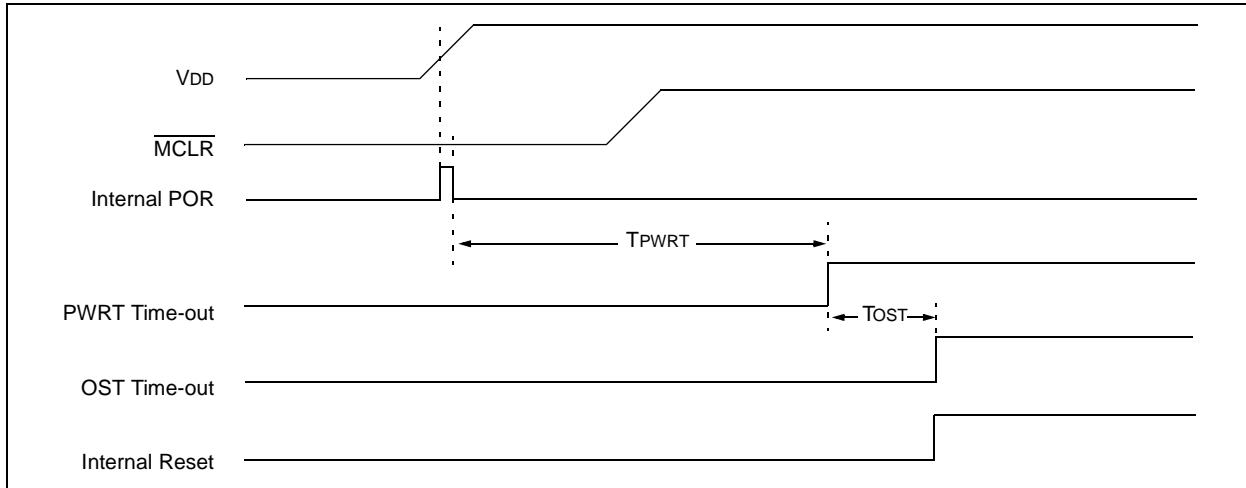 VDD
MCLR
Internal POR
TPWRT
PWRT Time-out
TOST
OST Time-out
Internal Reset